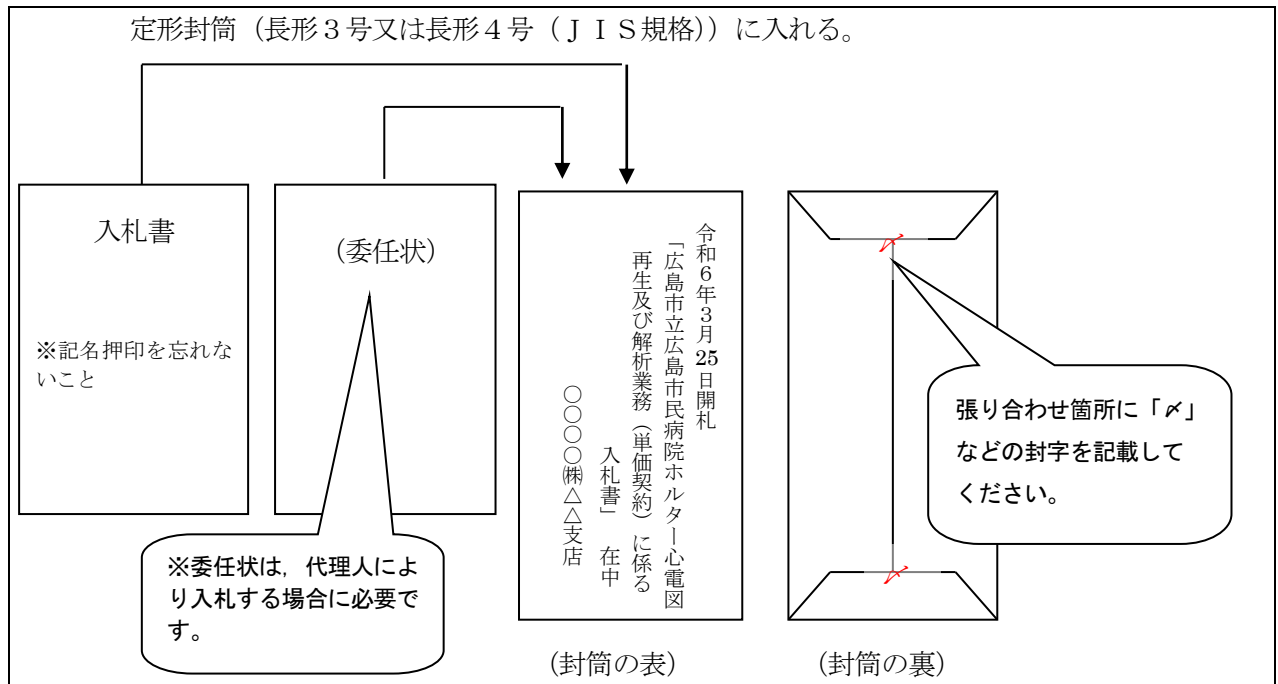 定形封筒（長形３号又は長形４号（ＪＩＳ規格））に入れる。
入札書
※記名押印を忘れな
いこと
（委任状）
※委任状は，代理人によ
り入札する場合に必要で
す。
令和６年３月25日開札
「広島市立広島市民病院ホルター心電図
再生及び解析業務（単価契約）に係る
入札書」　在中
○○○○㈱△△支店
（封筒の表）
〆
張り合わせ箇所に「〆」
などの封字を記載して
ください。
〆
（封筒の裏）